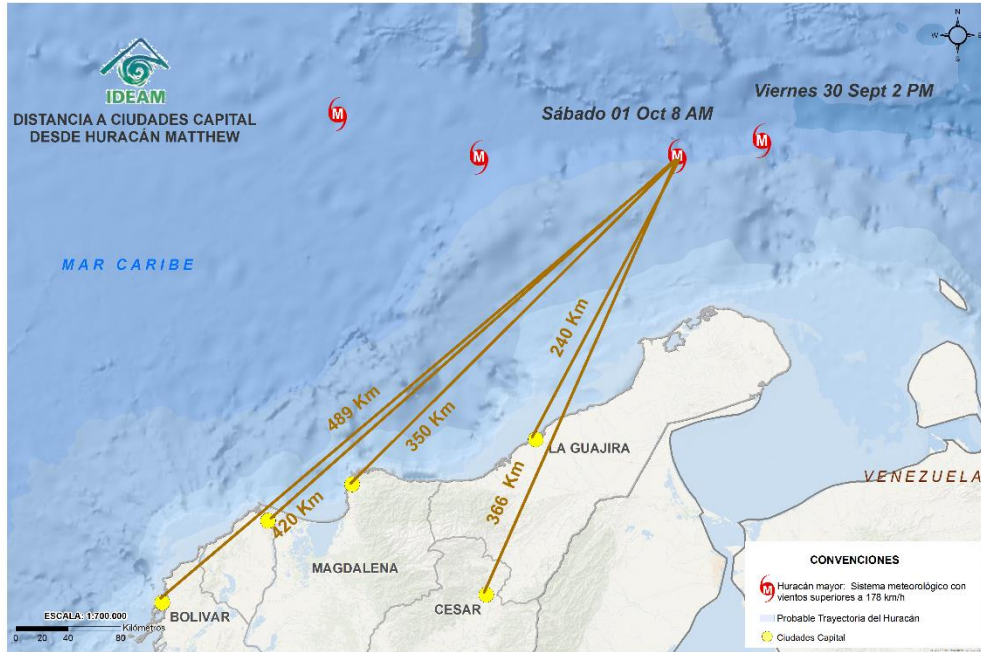 IDEAM
DISTANCIA A CIUDADES CAPITAL
DESDE HURACÁN MATTHEW
N
W
E
S
Viernes 30 Sept 2 PM
Sábado 01 Oct 8 AM
M
M
M
M
MAR CARIBE
240 Km
489 Km
350 Km
420 Km
366 Km
LA GUAJIRA
VENEZUELA
MAGDALENA
CESAR
BOLIVAR
ESCALA: 1:700.000
Kilómetros
0 20 40 80
CONVENCIONES
M
Huracán mayor: Sistema meteorológico con
vientos superiores a 178 km/h
Probable Trayectoria del Huracán
Ciudades Capital